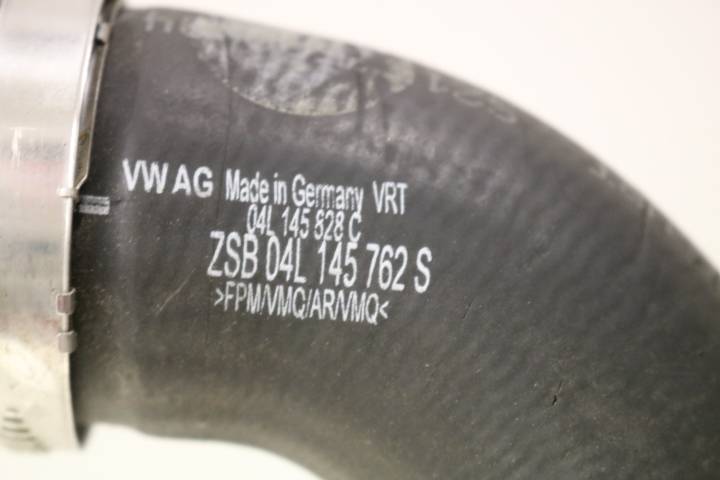 VW AG Made in Germany VRT
04L 145 828 C
ZSB 04L 145 762 S
>FPM/VMQ/AR/VMQ<